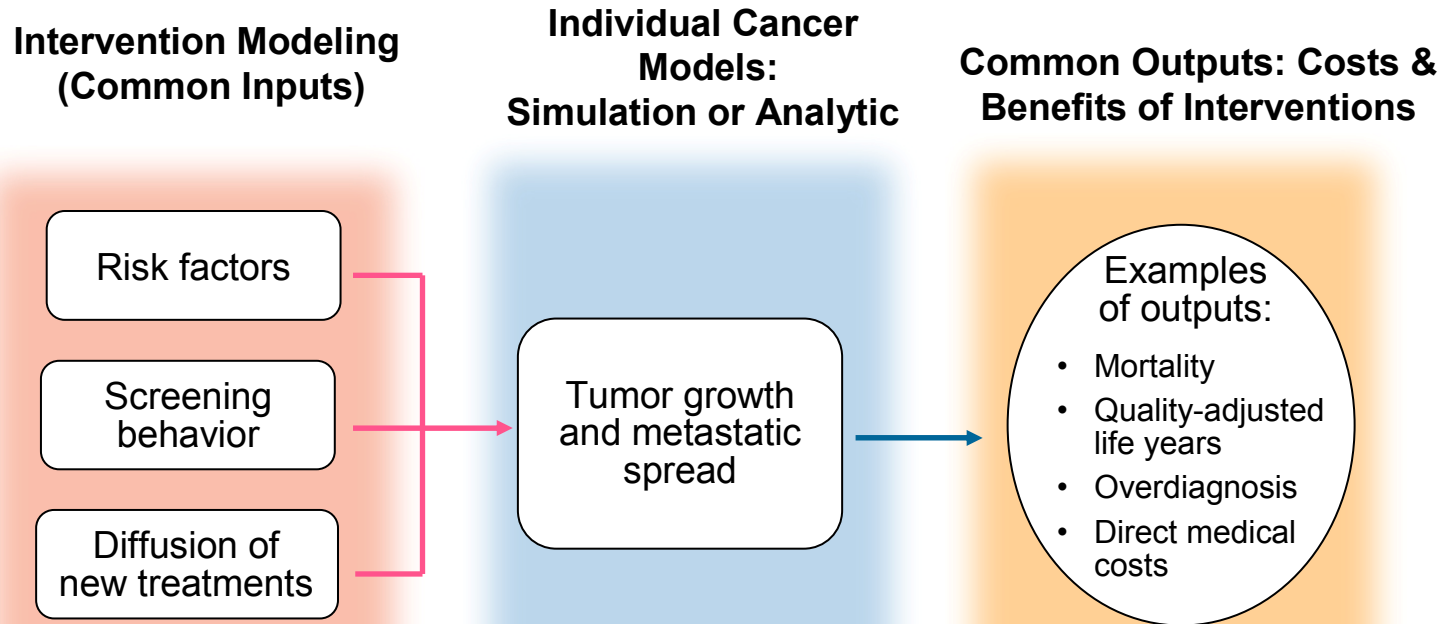 Intervention Modeling
(Common Inputs)
Individual Cancer
Models:
Simulation or Analytic
Common Outputs: Costs &
Benefits of Interventions
Risk factors
Screening
behavior
Diffusion of
new treatments
Tumor growth
and metastatic
spread
Examples
of outputs:
• Mortality
• Quality-adjusted
life years
• Overdiagnosis
• Direct medical
costs